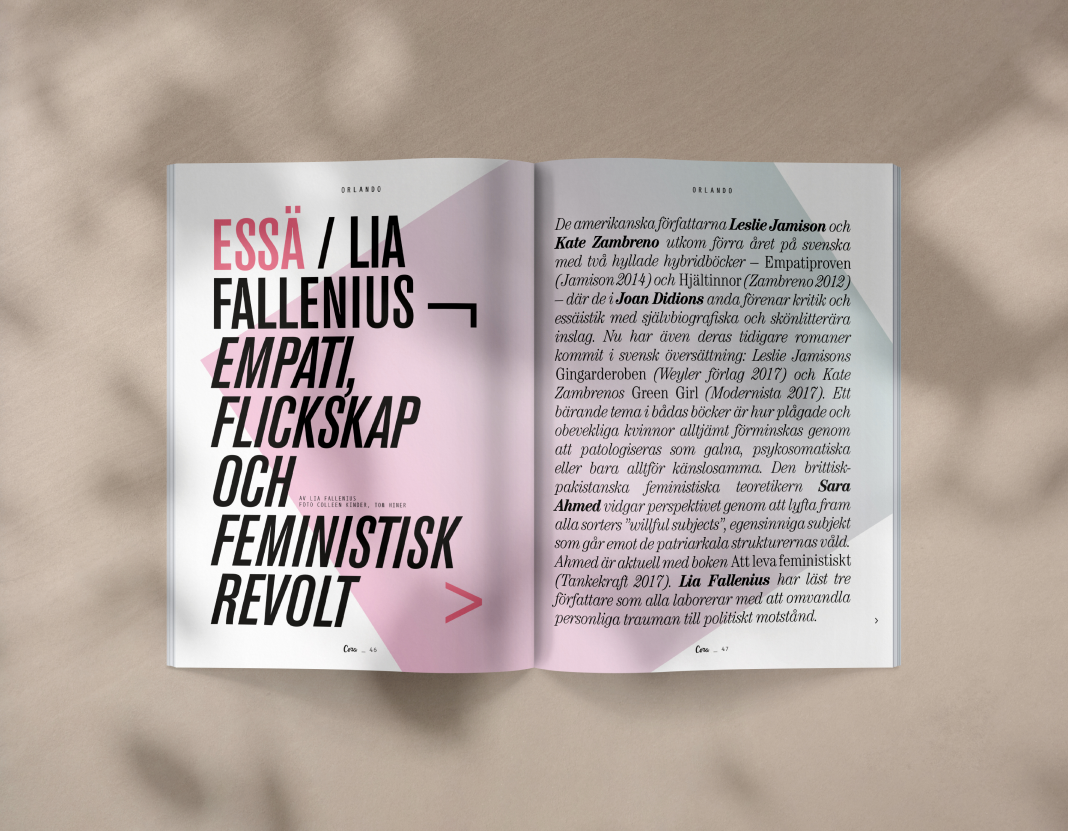 ORLANDO
ESSÄ / LIA
FALLENIUS ¬
EMPATI,
FLICKSKAP
OCH
AV LIA FALLENIUS
FOTO COLLEEN KINDER, TOM HINER
FEMINISTISK
REVOLT
>
Cora _ 46
ORLANDO
De amerikanska författarna Leslie Jamison och
Kate Zambreno utkom förra året på svenska
med två hyllade hybridböcker – Empatiproven
(Jamison 2014) och Hjältinnor (Zambreno 2012)
– där de i Joan Didions anda förenar kritik och
essäistik med självbiografiska och skönlitterära
inslag. Nu har även deras tidigare romaner
kommit i svensk översättning: Leslie Jamisons
Gingarderoben (Weyler förlag 2017) och Kate
Zambrenos Green Girl (Modernista 2017). Ett
bärande tema i bådas böcker är hur plågade och
obevekliga kvinnor alltjämt förminskas genom
att patologiseras som galna, psykosomatiska
eller bara alltför känslosamma. Den brittisk-
pakistanska feministiska teoretikern Sara
Ahmed vidgar perspektivet genom att lyfta fram
alla sorters ”willful subjects”, egensinniga subjekt
som går emot de patriarkala strukturernas våld.
Ahmed är aktuell med boken Att leva feministiskt
(Tankekraft 2017). Lia Fallenius har läst tre
författare som alla laborerar med att omvandla
personliga trauman till politiskt motstånd.
>
Cora _ 47